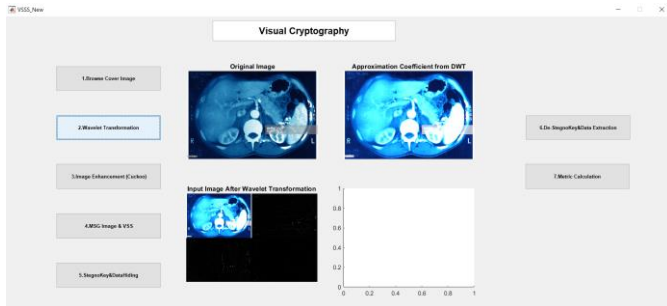 VSSS_New
Visual Cryptography
1.Browse Cover Image
2.Wavelet Transformation
3.Image Enhancement (Cuckoo)
4.MSG Image & VSS
5.StegnoKey&DataHiding
Original Image
R
L
Approximation Coefficient from DWT
R
L
Input Image After Wavelet Transformation
1
0.8
0.6
0.4
0.2
0
0 0.2 0.4 0.6 0.8 1
6.De-StegnoKey&Data Extraction
7.Metric Calculation